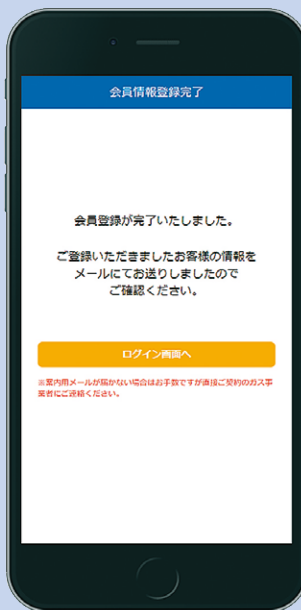 会員情報登録完了
会員登録が完了いたしました。
ご登録いただきましたお客様の情報を
メールにてお送りしましたので
ご確認ください。
ログイン画面へ
※案内用メールが届かない場合はお手数ですが直接ご契約のガス事
業者にご連絡ください。